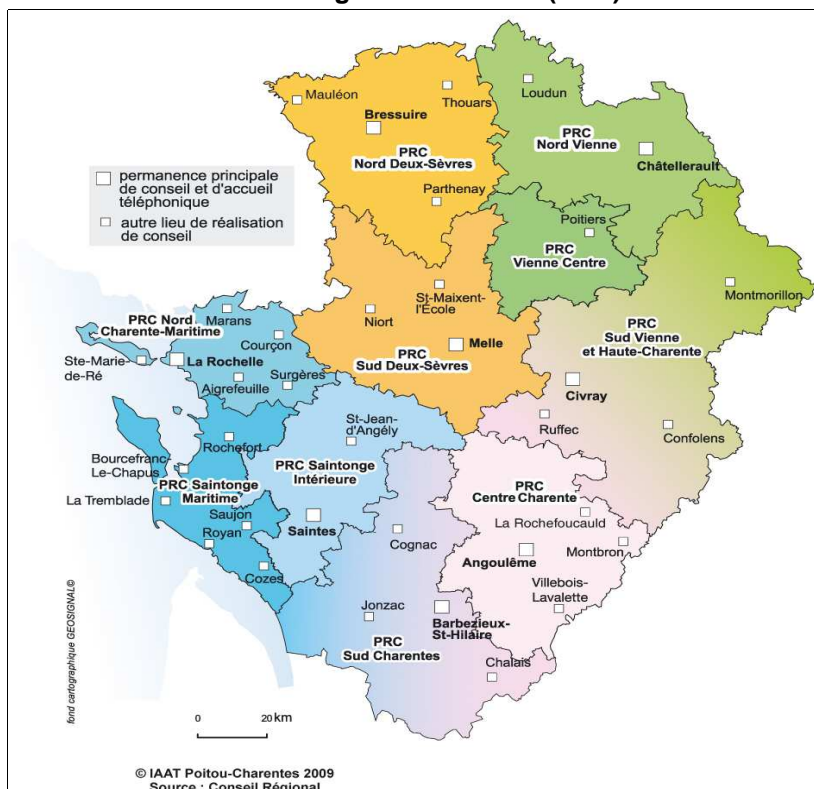 Mauléon
Thouars
Bressuire
PRC
Nord Deux-Sèvres
Parthenay
Loudun
PRC
Nord Vienne
Châtellerault
permanence principale
de conseil et d'accueil
téléphonique
autre lieu de réalisation
de conseil
Poitiers
PRC
Vienne Centre
Montmorillon
St-Maixent-
l'École
Niort
Melle
PRC
Sud Deux-Sèvres
PRC
Sud Vienne
et Haute-Charente
Civray
Ruffec
Confolens
PRC Nord
Charente-Maritime
Marans
Courçon
Ste-Marie-
de-Ré
La Rochelle
Aigrefeuille
Surgères
St-Jean-
d'Angély
Rochefort
Bourcefranc
Le-Chapus
PRC Saintonge
Maritime
La Tremblade
Saujon
Royan
Cozes
PRC Saintonge
Intérieure
Saintes
PRC
Centre Charente
La Rochefoucauld
Angoulême
Montbron
Villebois-
Lavalette
Cognac
Jonzac
Barbezieux-
St-Hilaire
PRC
Sud Charentes
Chalais
fond cartographique GEOSIGNAL©
0 20 km
© IAAT Poitou-Charentes 2009
Source : Conseil Régional